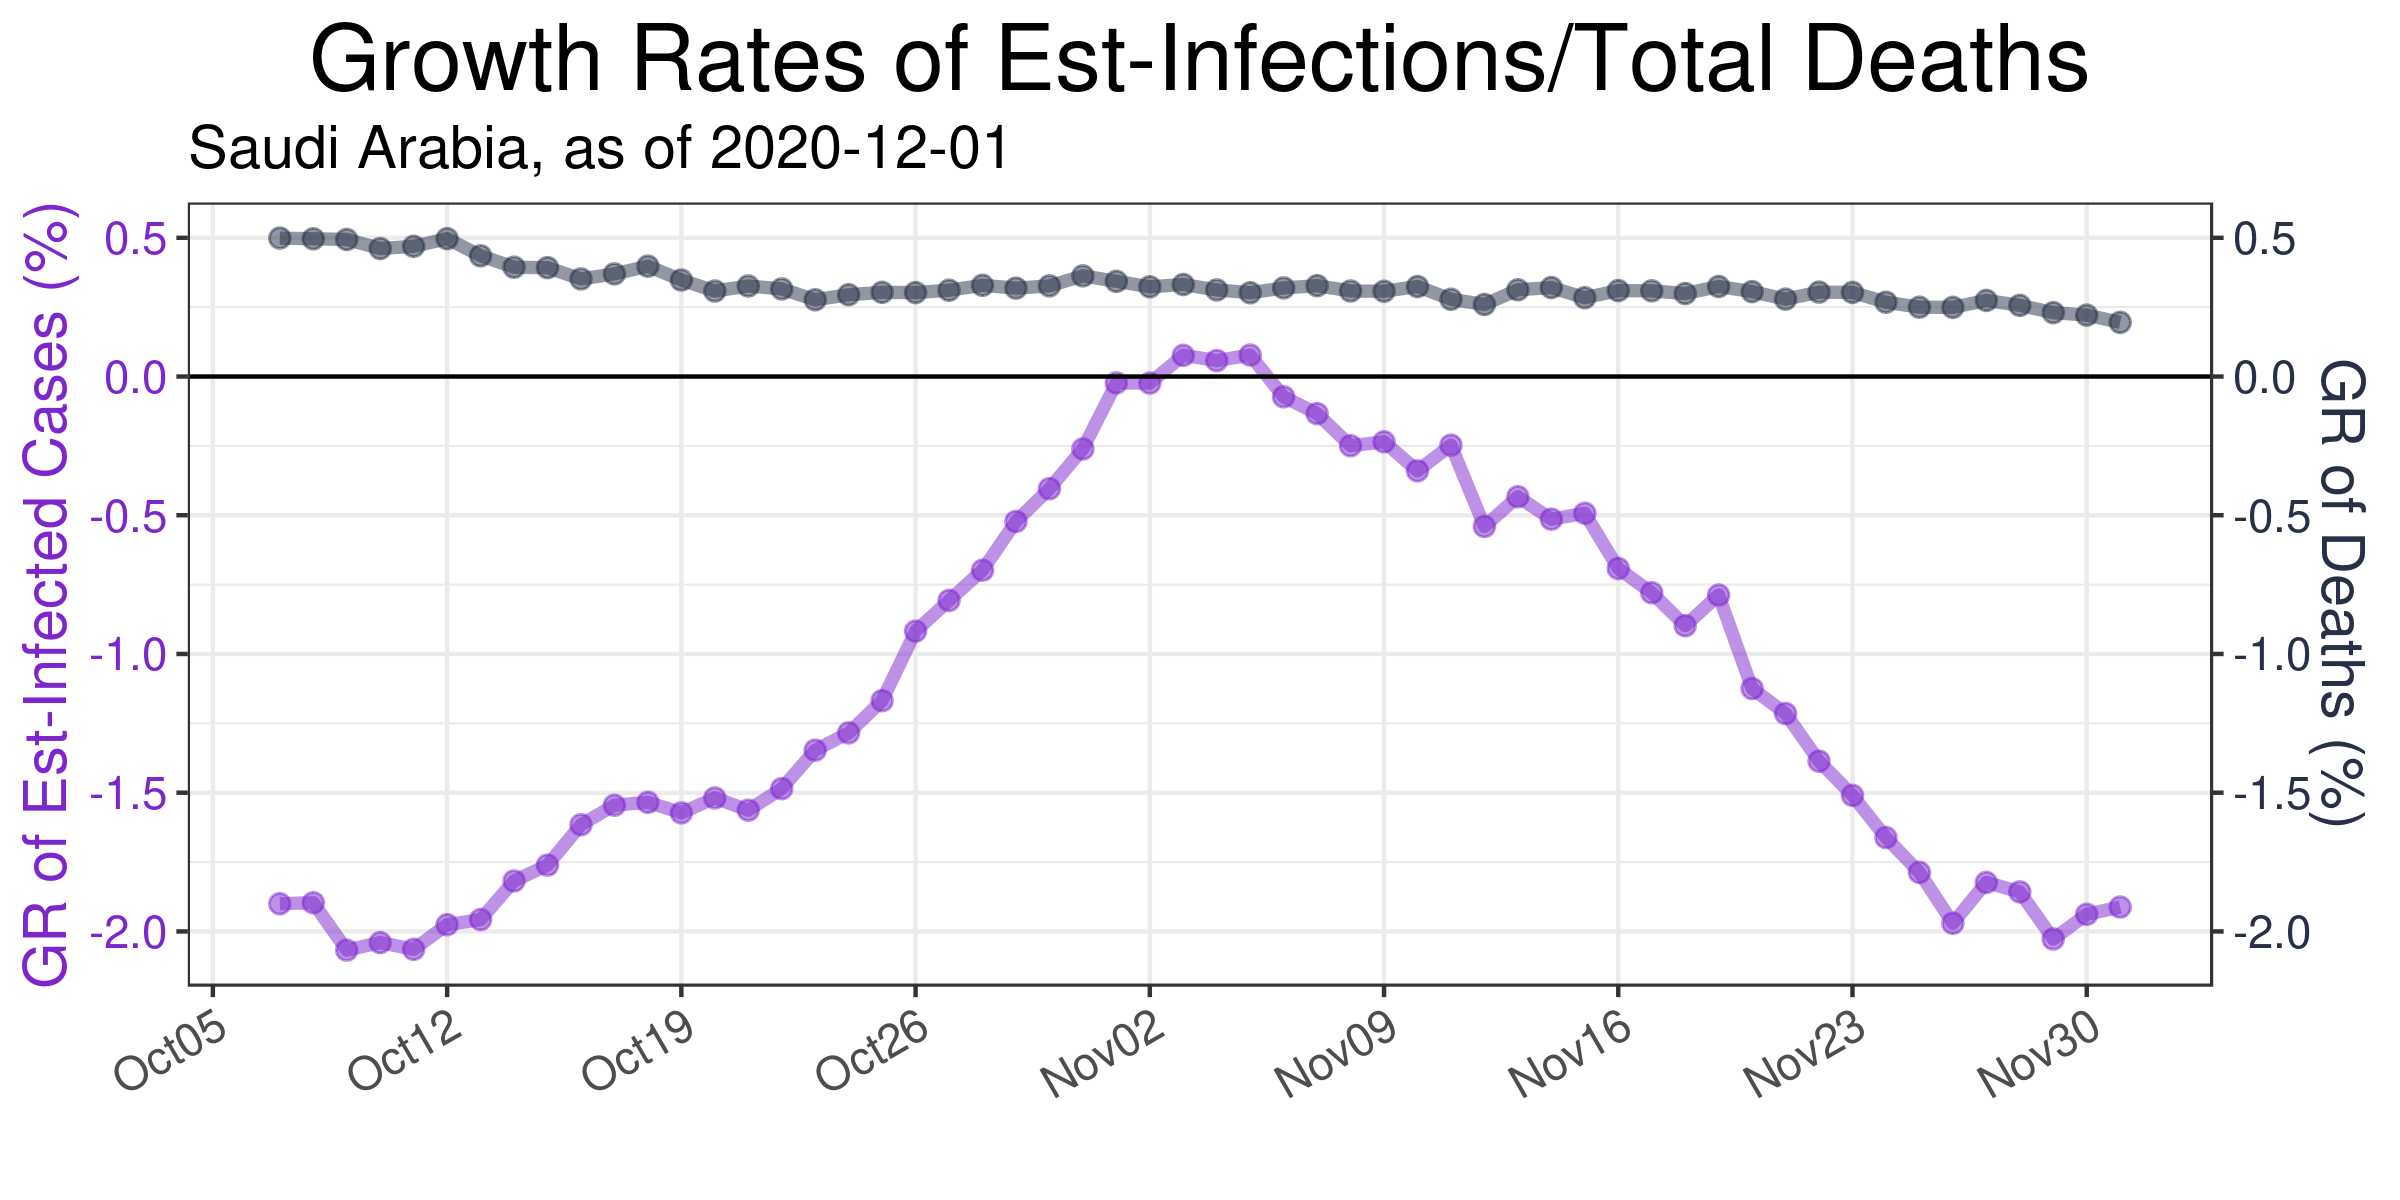 Growth Rates of Est-Infections/Total Deaths
Saudi Arabia, as of 2020-12-01
GR of Est-Infected Cases (%)
0.5
0.0
-0.5
-1.0
-1.5
-2.0
0.5
0.0
-0.5
-1.0
-1.5
-2.0
GR of Deaths (%)
Oct05
Oct12
Oct19
Oct26
Nov02
Nov09
Nov16
Nov23
Nov30